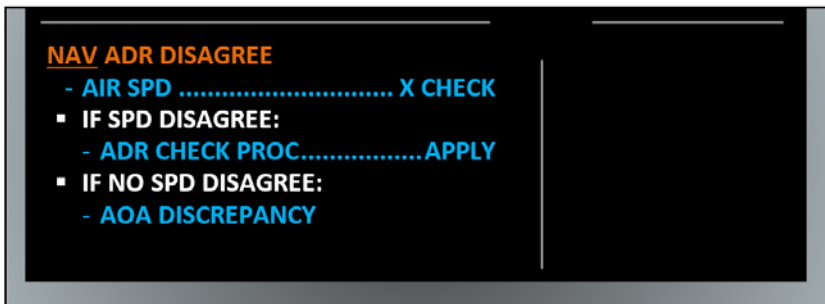 NAV ADR DISAGREE
- AIR SPD .............................. X CHECK
▪ IF SPD DISAGREE:
- ADR CHECK PROC..................APPLY
▪ IF NO SPD DISAGREE:
- AOA DISCREPANCY